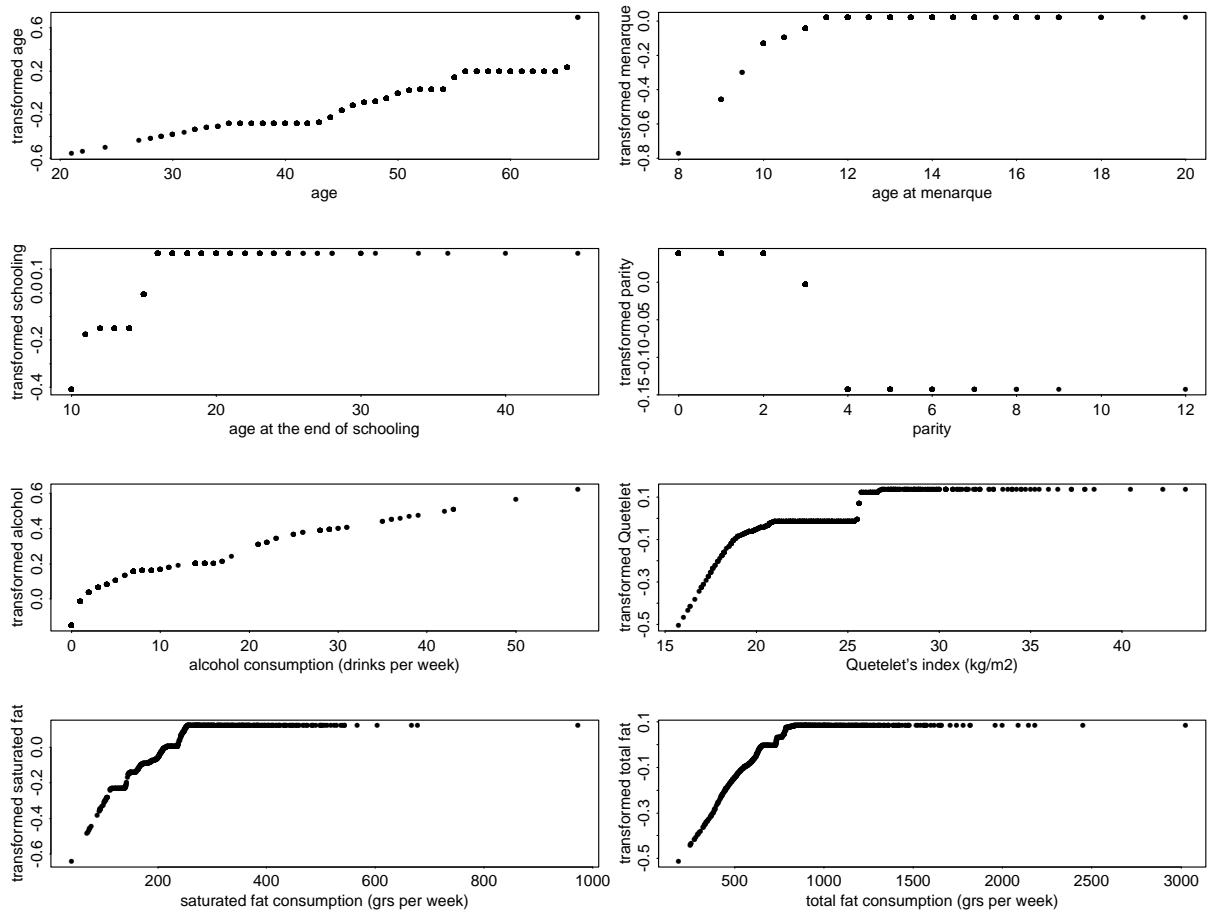 transformed age
-0.6 -0.2 0.2 0.6
20 30 40 50 60
age
transformed menarque
-0.8 -0.6 -0.4 -0.2 0.0
8 10 12 14 16 18 20
age at menarque
transformed schooling
-0.4 -0.2 0.00.1
10 20 30 40
age at the end of schooling
transformed parity
-0.15 -0.10 -0.05 0.0
0 2 4 6 8 10 12
parity
transformed alcohol
0.0 0.2 0.4 0.6
0 10 20 30 40 50
alcohol consumption (drinks per week)
transformed Quetelet
-0.5 -0.3 -0.1 0.1
15 20 25 30 35 40
Quetelet's index (kg/m2)
transformed saturated fat
-0.6 -0.4 -0.2 0.0
200 400 600 800 1000
saturated fat consumption (grs per week)
transformed total fat
-0.5 -0.3 -0.1 0.1
500 1000 1500 2000 2500 3000
total fat consumption (grs per week)